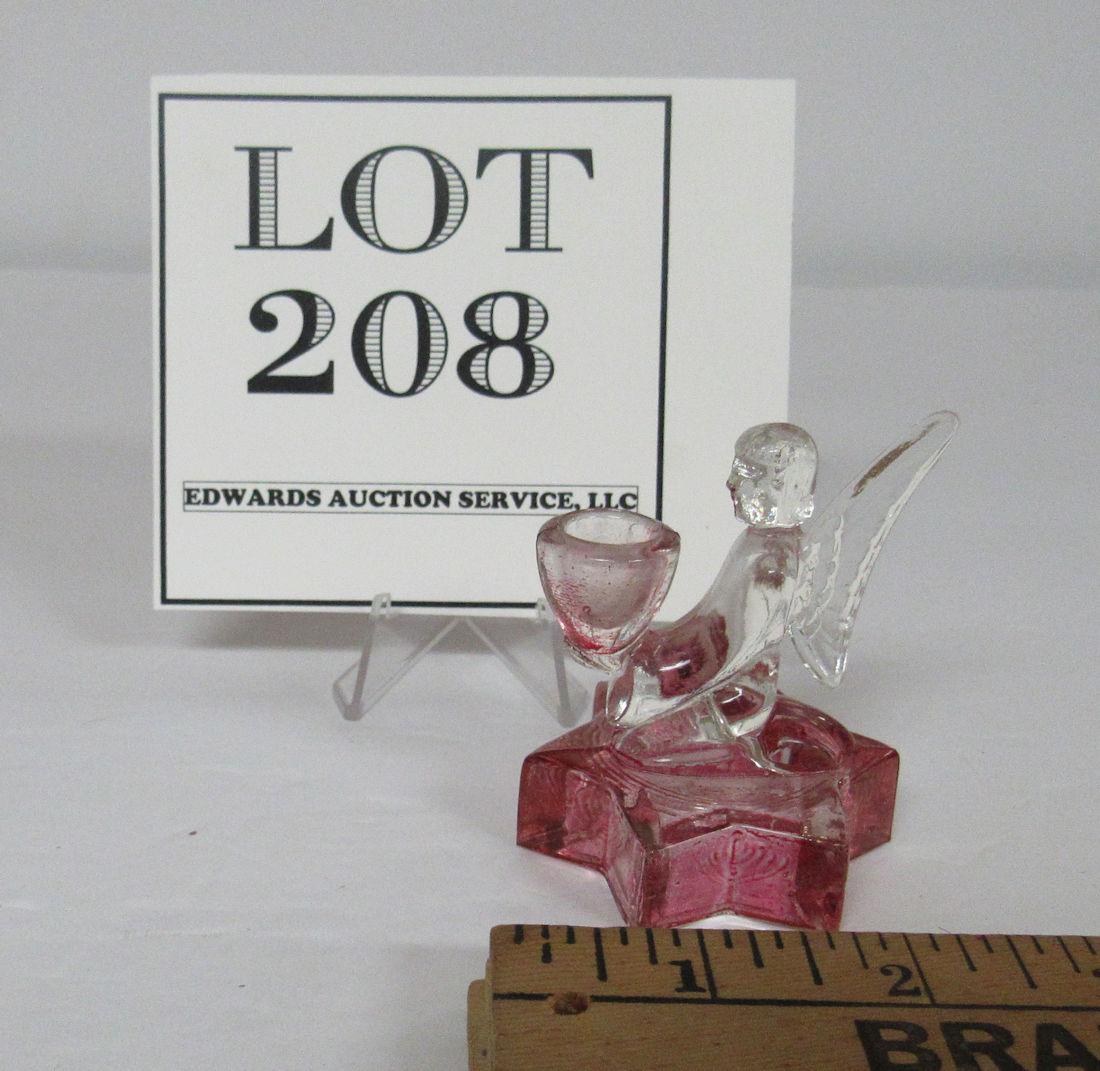 LOT
208
EDWARDS AUCTION SERVICE, LLC
1 2
BRA